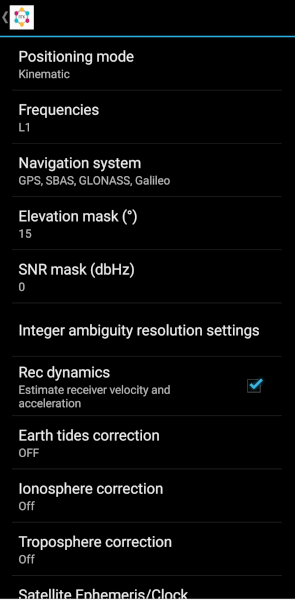 Positioning mode
Kinematic
Frequencies
L1
Navigation system
GPS, SBAS, GLONASS, Galileo
Elevation mask (°)
15
SNR mask (dbHz)
0
Integer ambiguity resolution settings
Rec dynamics
Estimate receiver velocity and
acceleration
Earth tides correction
OFF
Ionosphere correction
Off
Troposphere correction
Off
Satellite Ephemeris/Clock